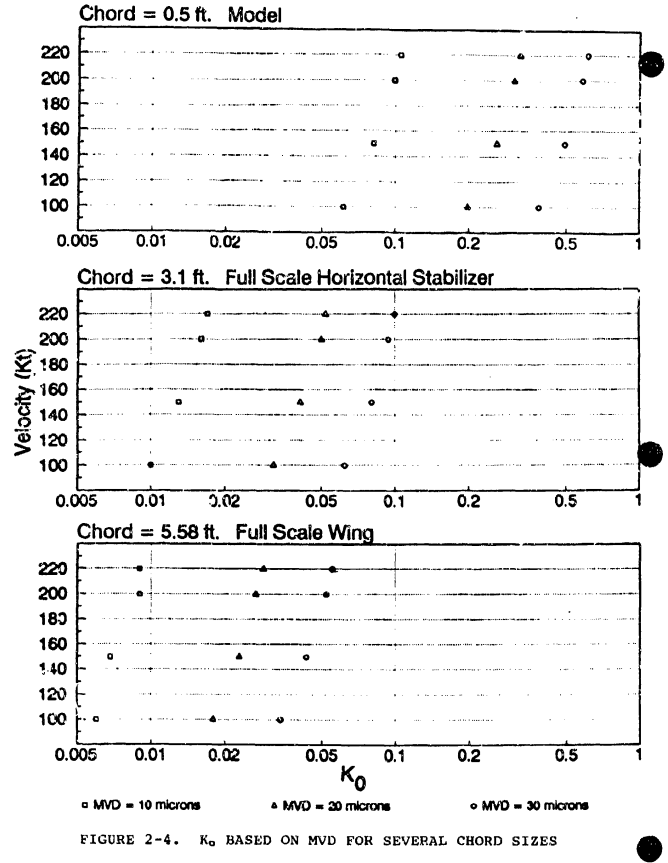 Chord = 0.5 ft. Model
220
200
180
160
140
120
100
0.005 0.01 0.02 0.05 0.1 0.2 0.5 1
Chord = 3.1 ft. Full Scale Horizontal Stabilizer
Velocity (Kt)
220
200
180
160
140
120
100
0.005 0.01 0.02 0.05 0.1 0.2 0.5 1
Chord = 5.58 ft. Full Scale Wing
220
200
180
160
140
120
100
0.005 0.01 0.02 0.05 0.1 0.2 0.5 1
K0
MVD = 10 microns MVD = 20 microns MVD = 30 microns
FIGURE 2-4. Ko BASED ON MVD FOR SEVERAL CHORD SIZES